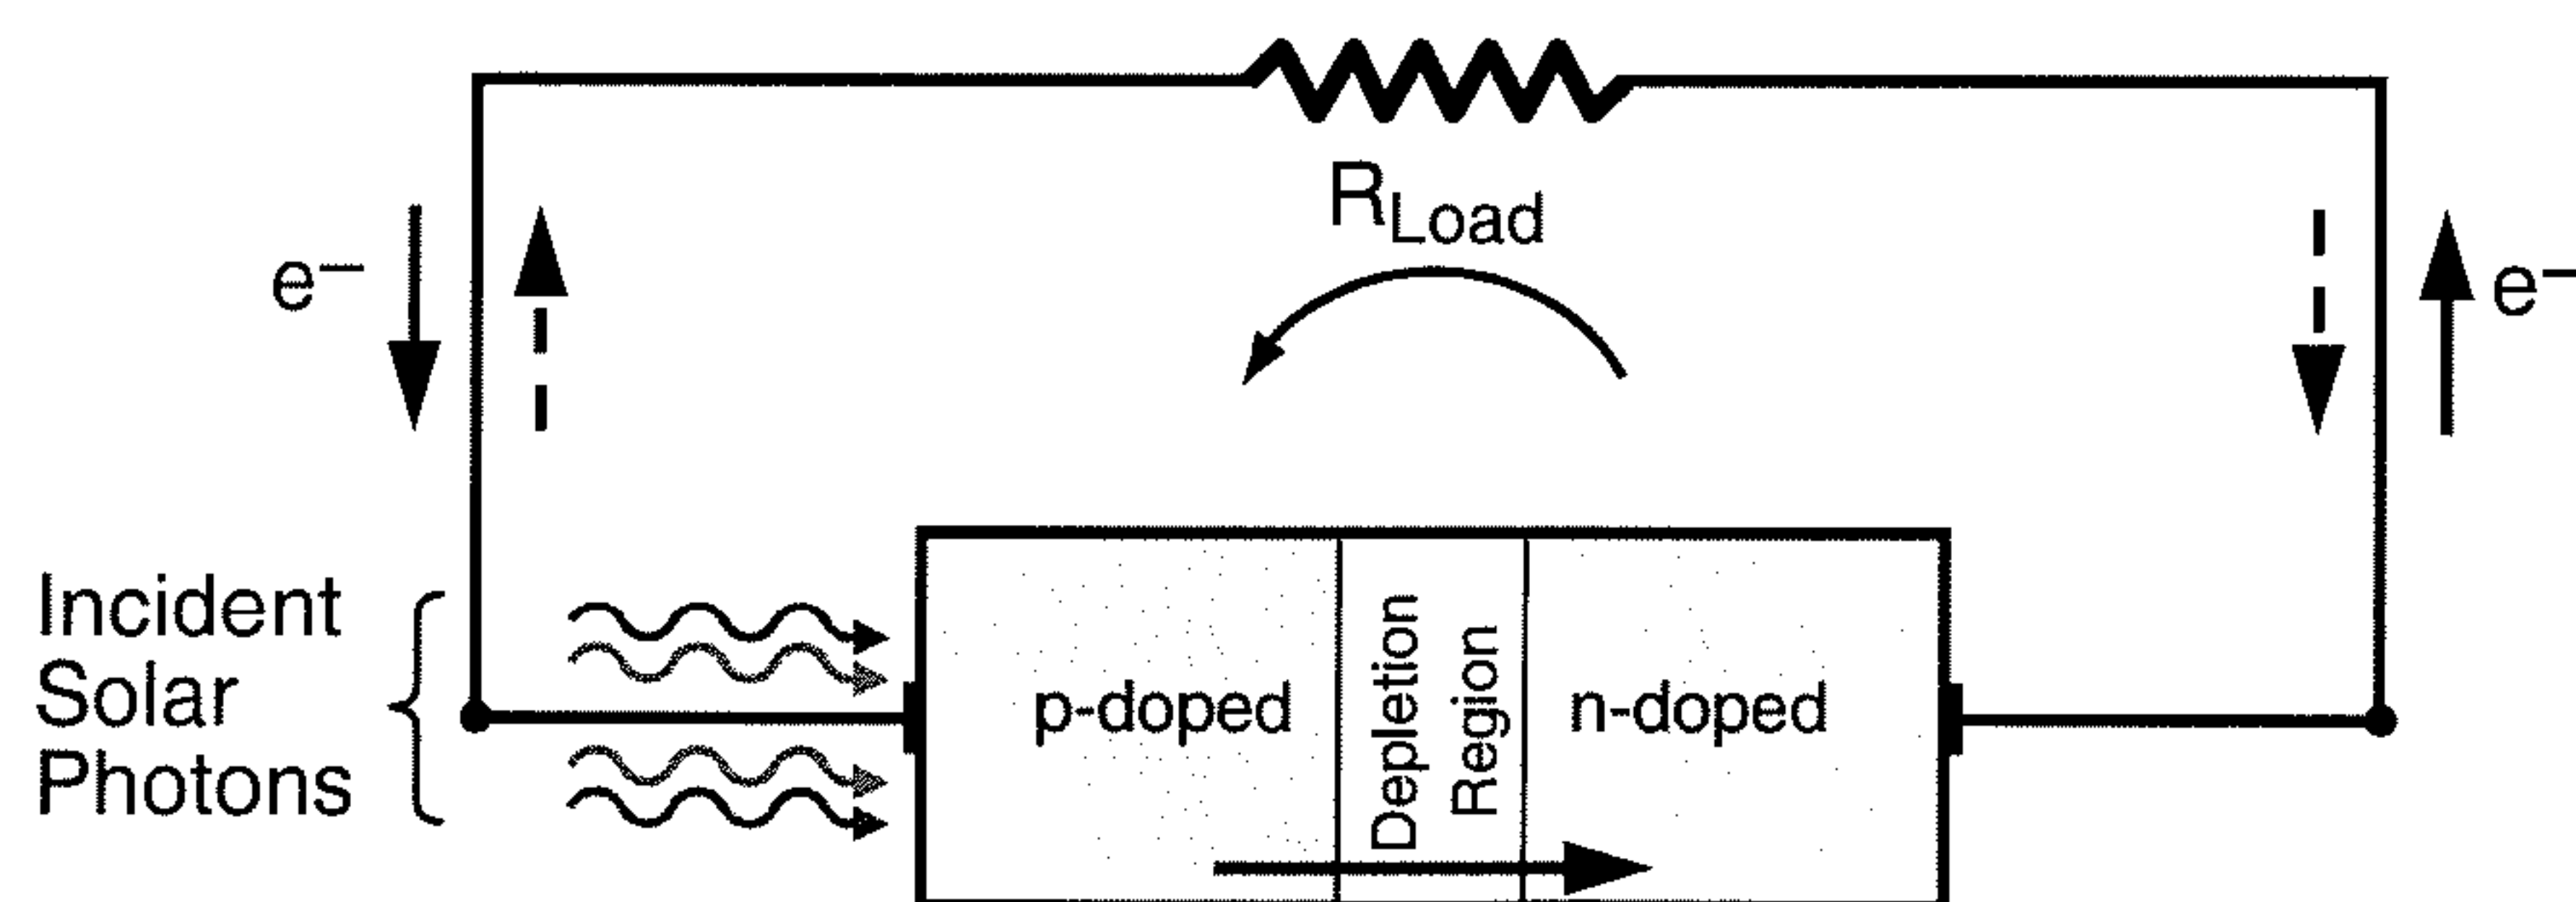 R_Load
e–
e–
Incident
Solar
Photons
p-doped
Depletion
Region
n-doped